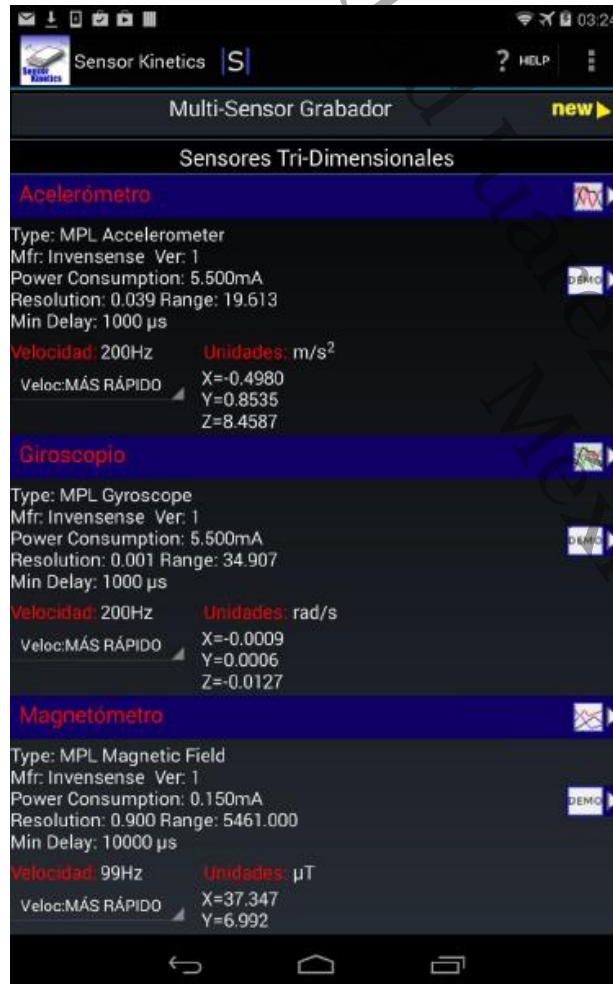 03:24
Sensor Kinetics |S| ? HELP
Multi-Sensor Grabador new
Sensores Tri-Dimensionales
Acelerómetro
Type: MPL Accelerometer
Mfr: Invensense Ver: 1
Power Consumption: 5.500mA
DEMO
Resolution: 0.039 Range: 19.613
Min Delay: 1000 µs
Velocidad: 200Hz Unidades: m/s²
Veloc:MÁS RÁPIDO X=-0.4980
Y=0.8535
Z=8.4587
Giroscopio
Type: MPL Gyroscope
Mfr: Invensense Ver: 1
Power Consumption: 5.500mA
DEMO
Resolution: 0.001 Range: 34.907
Min Delay: 1000 µs
Velocidad: 200Hz Unidades: rad/s
Veloc:MÁS RÁPIDO X=-0.0009
Y=0.0006
Z=-0.0127
Magnetómetro
Type: MPL Magnetic Field
Mfr: Invensense Ver: 1
Power Consumption: 0.150mA
DEMO
Resolution: 0.900 Range: 5461.000
Min Delay: 10000 µs
Velocidad: 99Hz Unidades: µT
Veloc:MÁS RÁPIDO X=37.347
Y=6.992